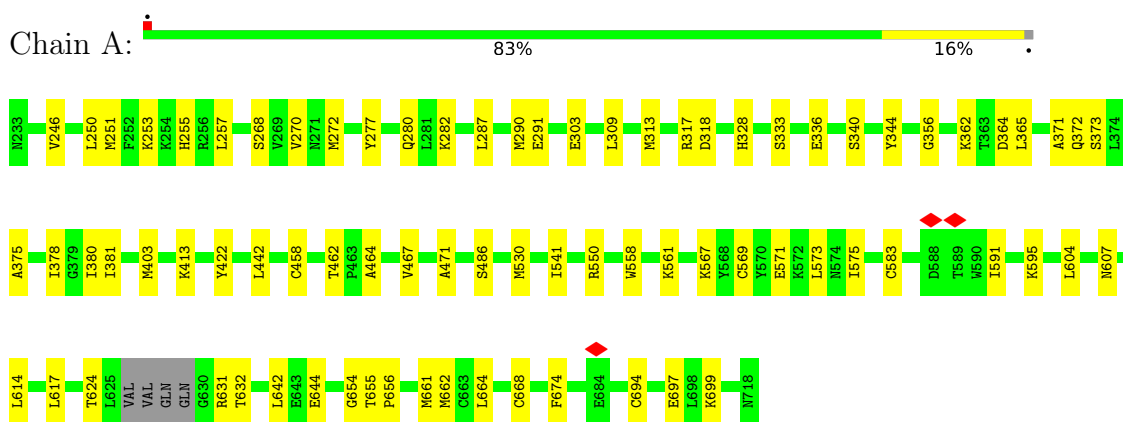 Chain A:
83%
16%
N233 V246 L250 M251 F252 K253 K254 H255 R256 L257 S268 V269 V270 N271 M272 Y277 Q280 L281 K282 L287 M290 E291 E303 L309 M313 R317 D318 H328 S333 E336 S340 Y344 G356 K362 T363 D364 L365 A371 Q372 S373 L374
A375 I378 G379 I380 I381 M403 K413 Y422 L442 C458 T462 P463 A464 V467 A471 S486 M530 I541 R550 W558 K561 K567 Y568 C569 Y570 E571 K572 L573 N574 I575 C583 D588 T589 W590 I591 K595 L604 N607
L614 L617 T624 L625 VAL VAL GLN GLN G630 R631 T632 L642 E643 E644 G654 T655 P656 M661 M662 C663 L664 C668 F674 E684 C694 E697 L698 K699 N718